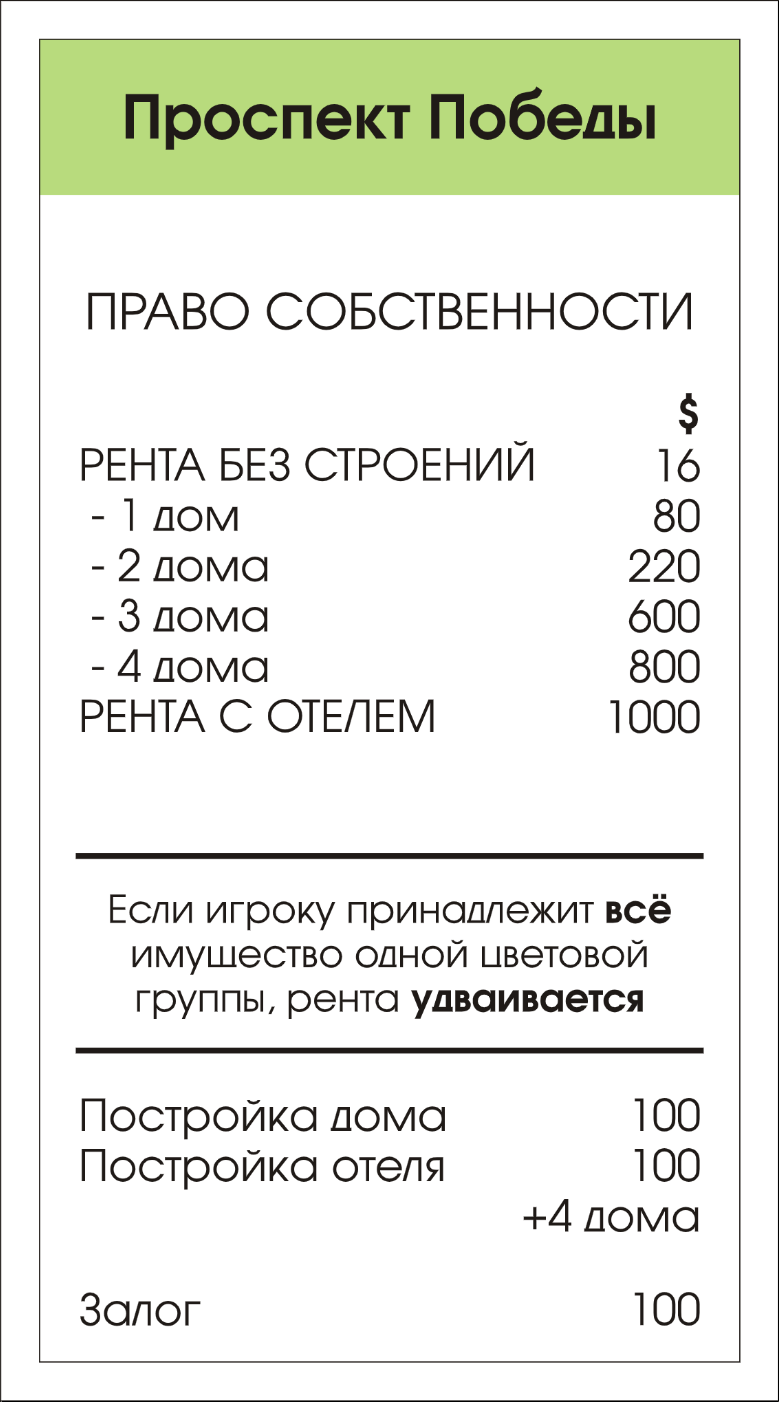 Проспект Победы
ПРАВО СОБСТВЕННОСТИ
$
РЕНТА БЕЗ СТРОЕНИЙ 16
- 1 дом 80
- 2 дома 220
- 3 дома 600
- 4 дома 800
РЕНТА С ОТЕЛЕМ 1000
Если игроку принадлежит всё
имущество одной цветовой
группы, рента удваивается
Постройка дома 100
Постройка отеля 100
+4 дома
Залог 100